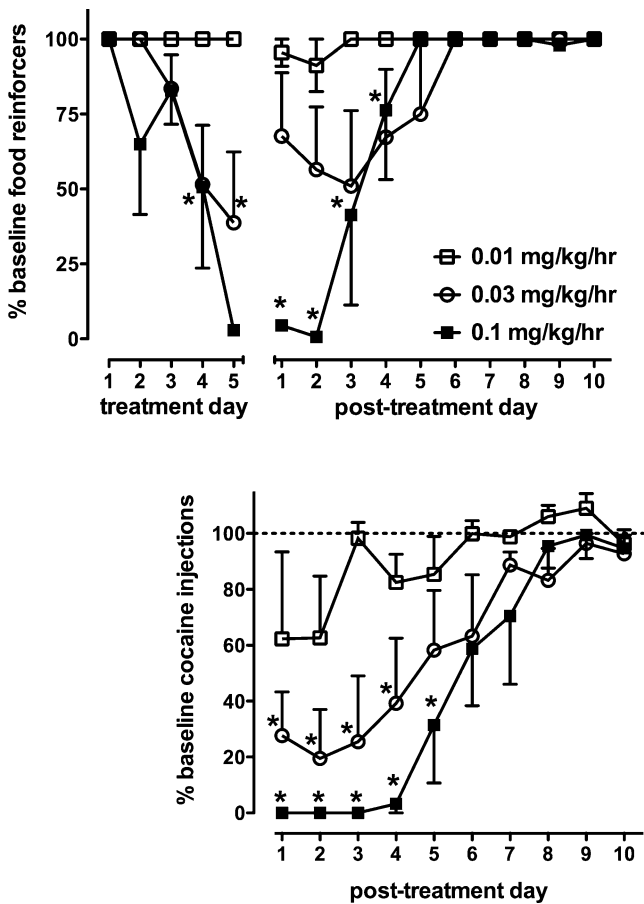 % baseline food reinforcers
100
75
50
25
0
* * * * * *
0.01 mg/kg/hr
0.03 mg/kg/hr
0.1 mg/kg/hr
1 2 3 4 5 1 2 3 4 5 6 7 8 9 10
treatment day post-treatment day
% baseline cocaine injections
100
80
60
40
20
0
* * * * * * * * *
1 2 3 4 5 6 7 8 9 10
post-treatment day